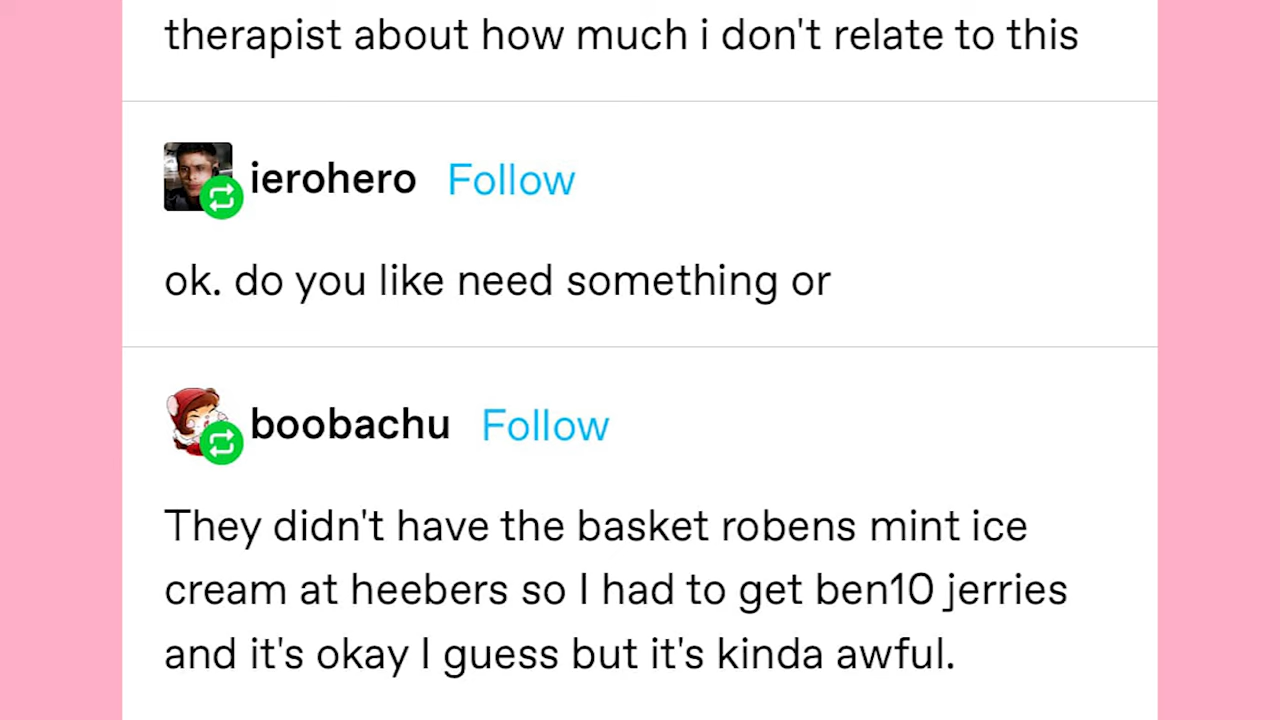 therapist about how much i don't relate to this
ierohero Follow
ok. do you like need something or
boobachu Follow
They didn't have the basket robens mint ice
cream at heebers so I had to get ben10 jerries
and it's okay I guess but it's kinda awful.